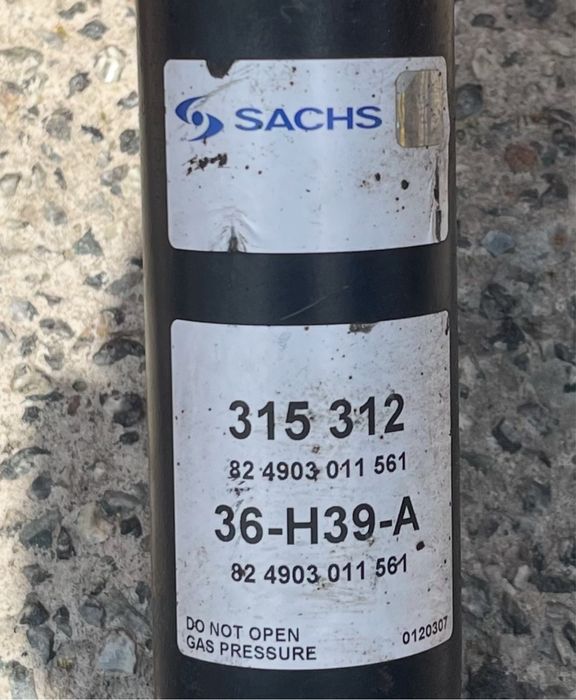 SACHS
315 312
82 4903 011 561
36-H39-A
82 4903 011 561
DO NOT OPEN
GAS PRESSURE
0120307